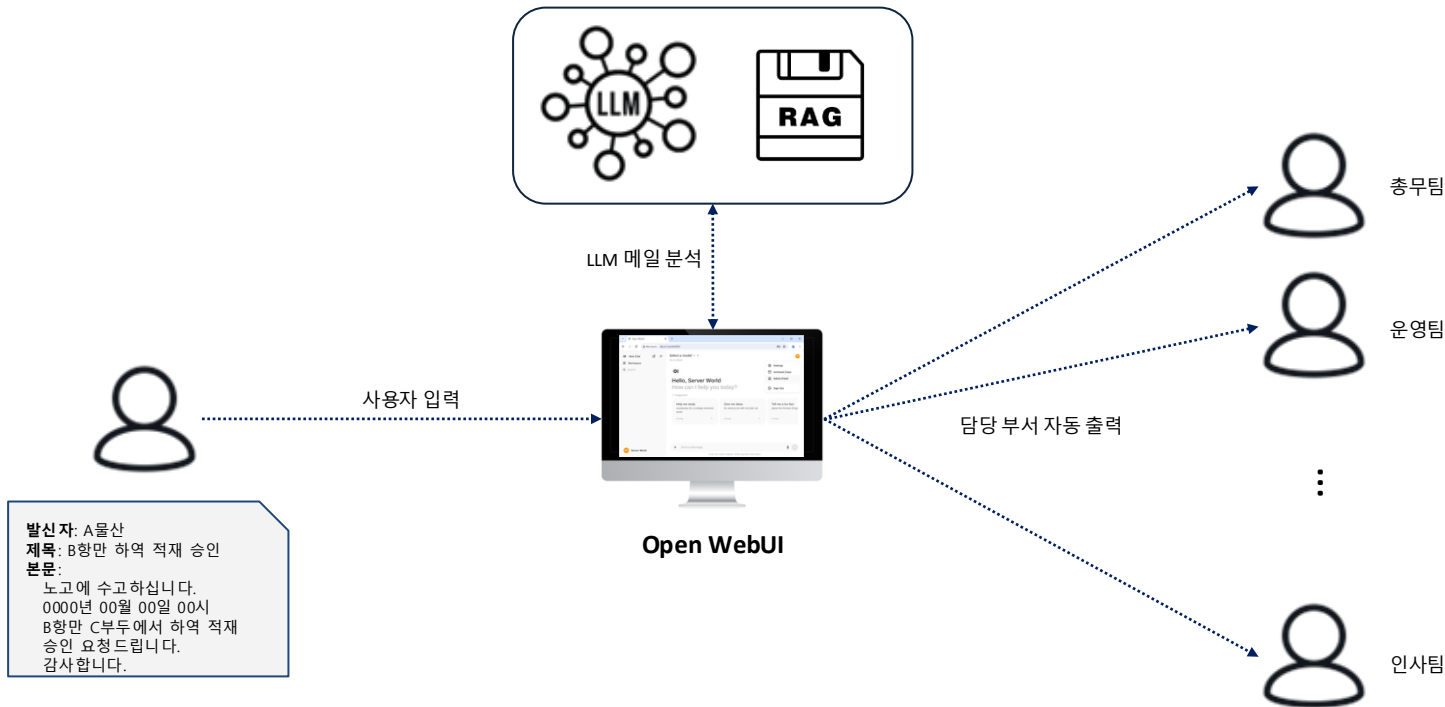 LLM
RAG
총무팀
LLM 메일 분석
운영팀
Hello, Server World
How can I help you today?
사용자 입력
담당 부서 자동 출력
⋮
Open WebUI
발신자: A물산
제목: B항만 하역 적재 승인
본문:
노고에 수고하십니다.
0000년 00월 00일 00시
B항만 C부두에서 하역 적재
승인 요청드립니다.
감사합니다.
인사팀